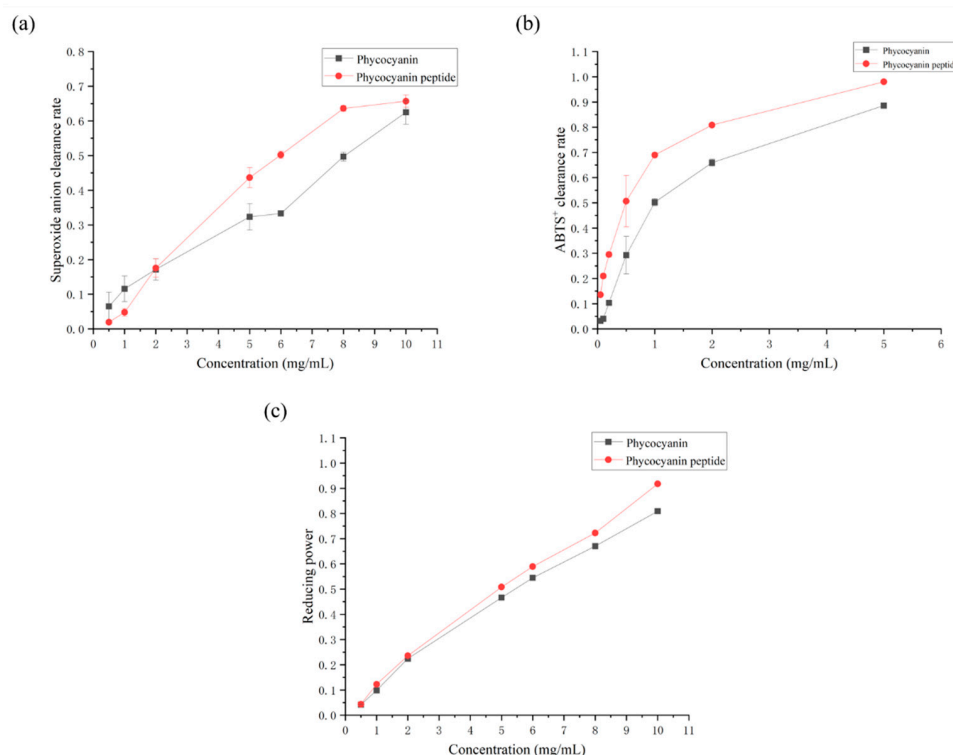 (a)
Phycocyanin
Phycocyanin peptide
Superoxide anion clearance rate
0.8
0.7
0.6
0.5
0.4
0.3
0.2
0.1
0.0
0 1 2 3 4 5 6 7 8 9 10 11
Concentration (mg/mL)
(b)
Phycocyanin
Phycocyanin peptide
ABTS⁺ clearance rate
1.1
1.0
0.9
0.8
0.7
0.6
0.5
0.4
0.3
0.2
0.1
0.0
0 1 2 3 4 5 6
Concentration (mg/mL)
(c)
Phycocyanin
Phycocyanin peptide
Reducing power
1.1
1.0
0.9
0.8
0.7
0.6
0.5
0.4
0.3
0.2
0.1
0.0
0 1 2 3 4 5 6 7 8 9 10 11
Concentration (mg/mL)